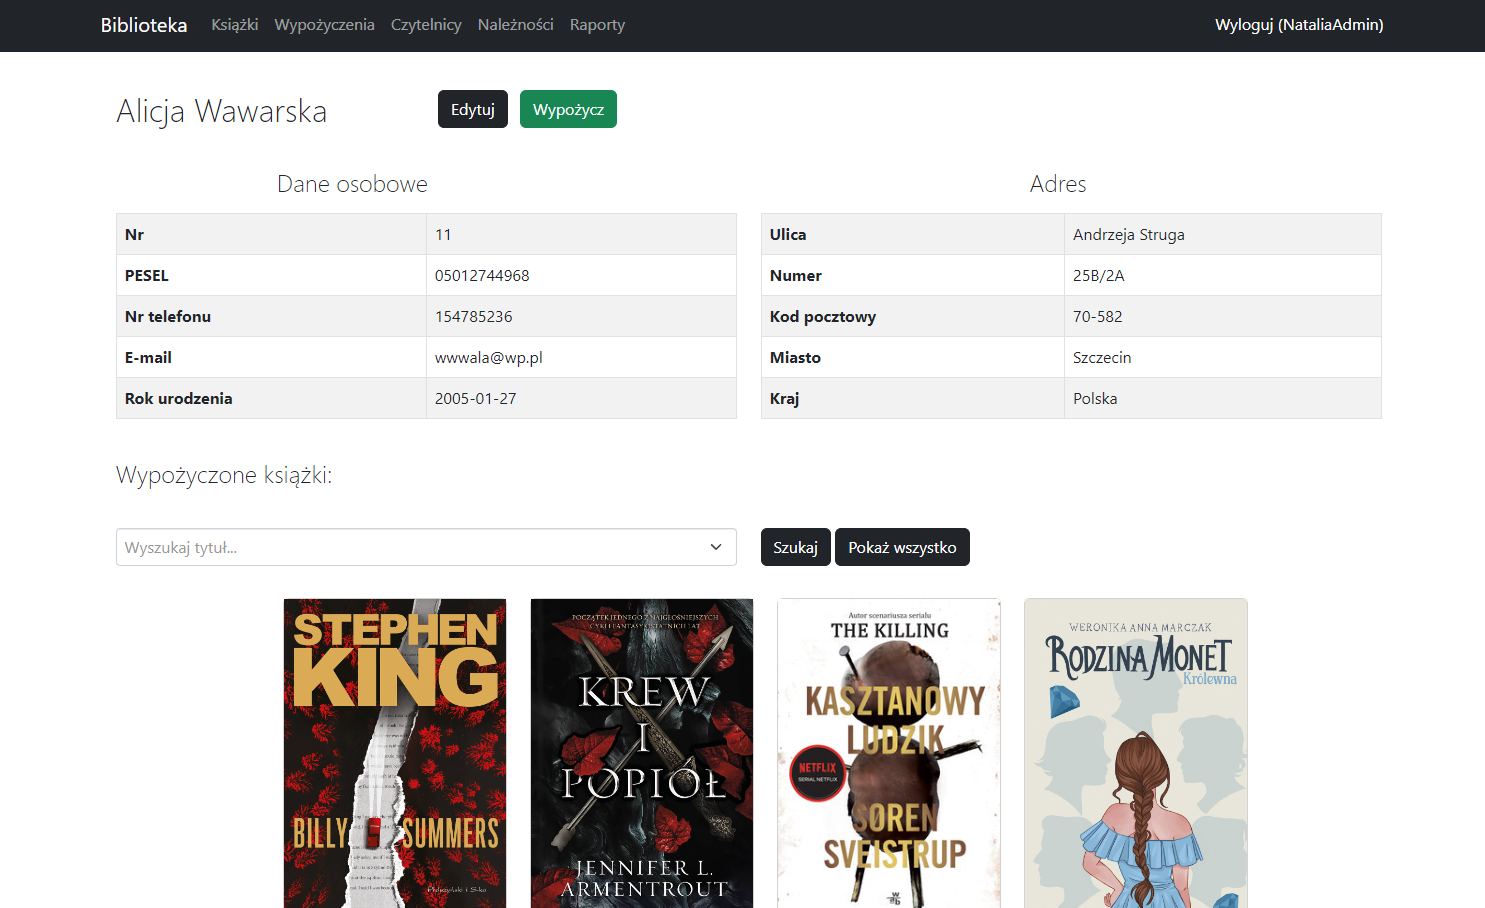 Biblioteka Książki Wypożyczenia Czytelnicy Należności Raporty Wyloguj (NataliaAdmin)
Alicja Wawarska Edytuj Wypożycz
Dane osobowe
Nr 11
PESEL 05012744968
Nr telefonu 154785236
E-mail wwwala@wp.pl
Rok urodzenia 2005-01-27
Adres
Ulica Andrzeja Struga
Numer 25B/2A
Kod pocztowy 70-582
Miasto Szczecin
Kraj Polska
Wypożyczone książki:
Wyszukaj tytuł... Szukaj Pokaż wszystko
STEPHEN
KING
BILLY SUMMERS
Prószyński i S-ka
POCZĄTEK JEDNEGO Z NAJGŁOŚNIEJSZYCH
CYKLI FANTASY OSTATNICH LAT
KREW
I
POPIÓŁ
JENNIFER L.
ARMENTROUT
Autor scenariusza serialu
THE KILLING
KASZTANOWY
LUDZIK
NETFLIX
SERIAL NETFLIX
SØREN
SVEISTRUP
WERONIKA ANNA MARCZAK
RODZINA MONET
Królewna